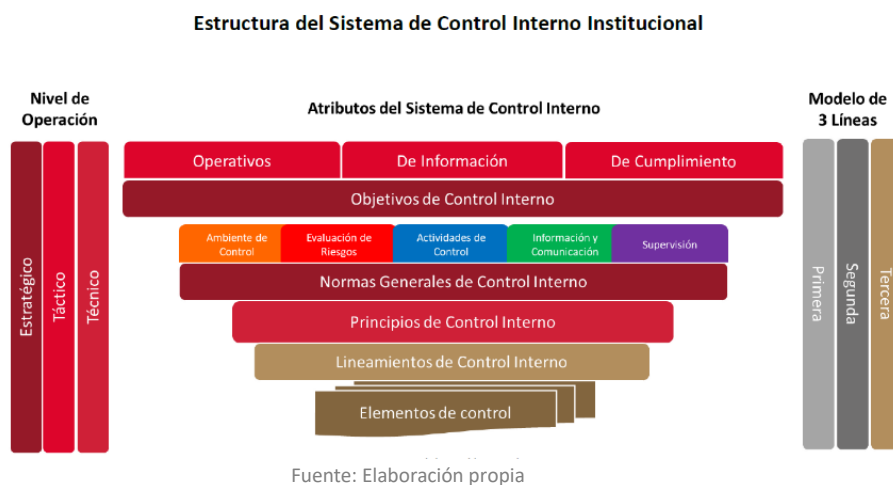 Estructura del Sistema de Control Interno Institucional
Nivel de
Operación
Atributos del Sistema de Control Interno
Modelo de
3 Líneas
Estratégico
Táctico
Técnico
Operativos
De Información
De Cumplimiento
Objetivos de Control Interno
Ambiente de
Control
Evaluación de
Riesgos
Actividades de
Control
Información y
Comunicación
Supervisión
Normas Generales de Control Interno
Principios de Control Interno
Lineamientos de Control Interno
Elementos de control
Primera
Segunda
Tercera
Fuente: Elaboración propia